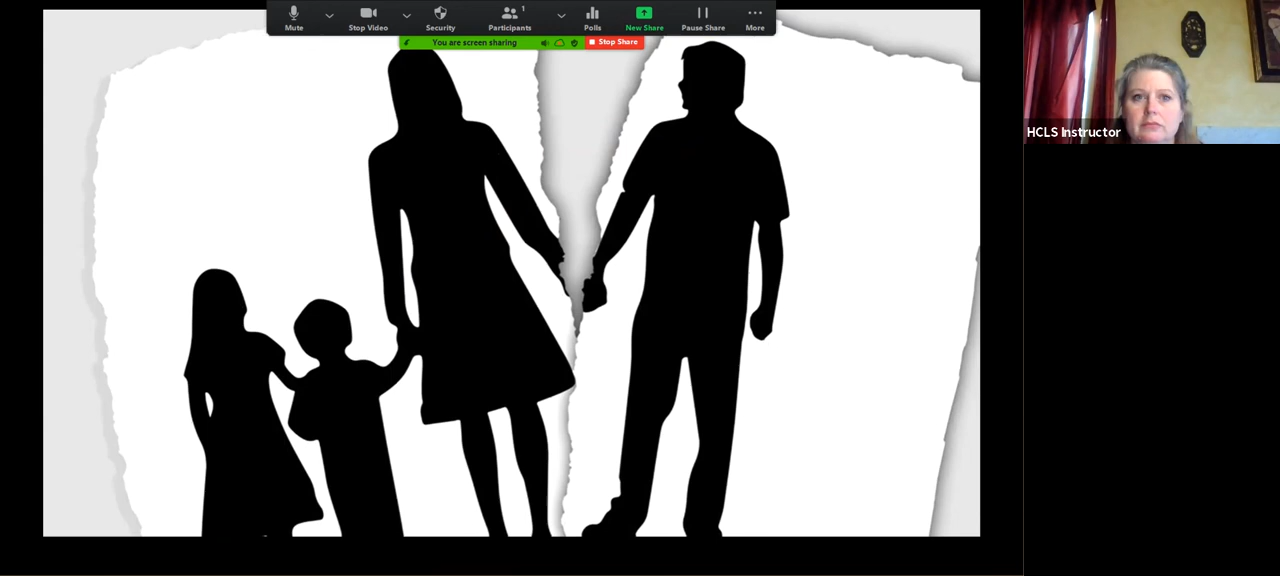 1
Mute Stop Video Security Participants Polls New Share Pause Share More
You are screen sharing Stop Share
HCLS Instructor